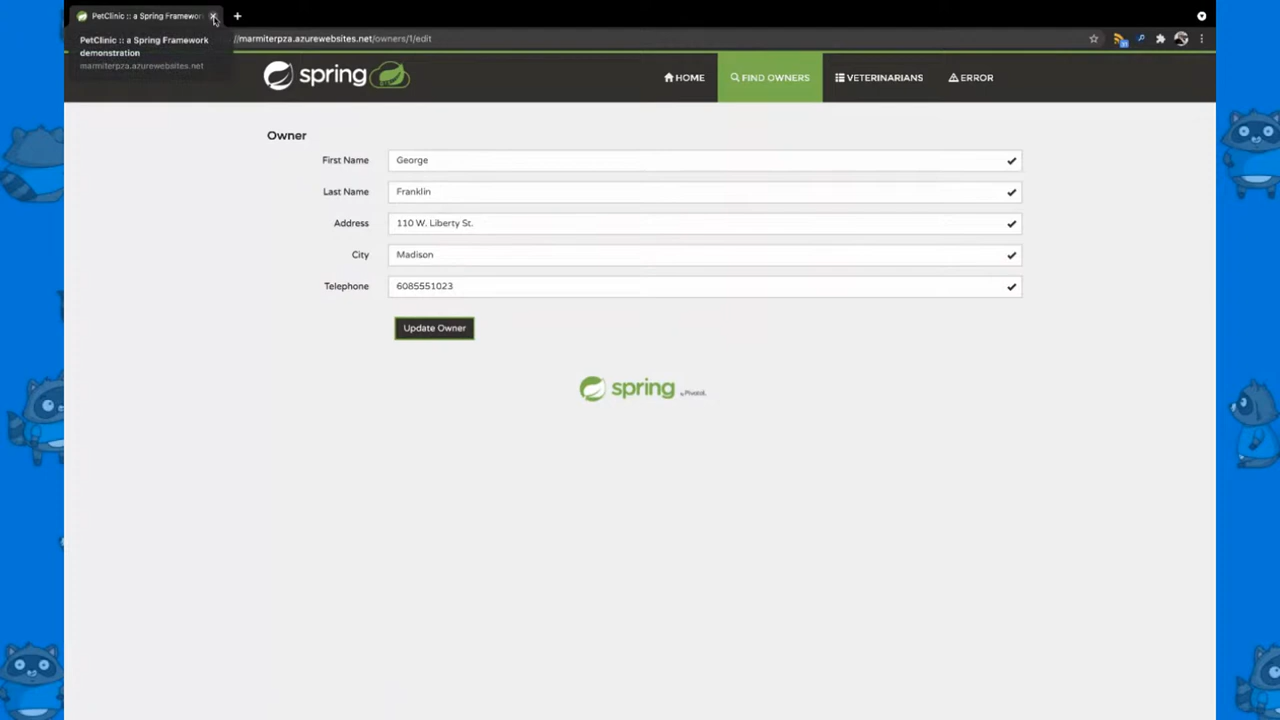 PetClinic :: a Spring Framewor
//marmiterpza.azurewebsites.net/owners/1/edit
PetClinic :: a Spring Framework
demonstration
marmiterpza.azurewebsites.net
spring
HOME
FIND OWNERS
VETERINARIANS
ERROR
Owner
First Name George
Last Name Franklin
Address 110 W. Liberty St.
City Madison
Telephone 6085551023
Update Owner
spring by Pivotal.